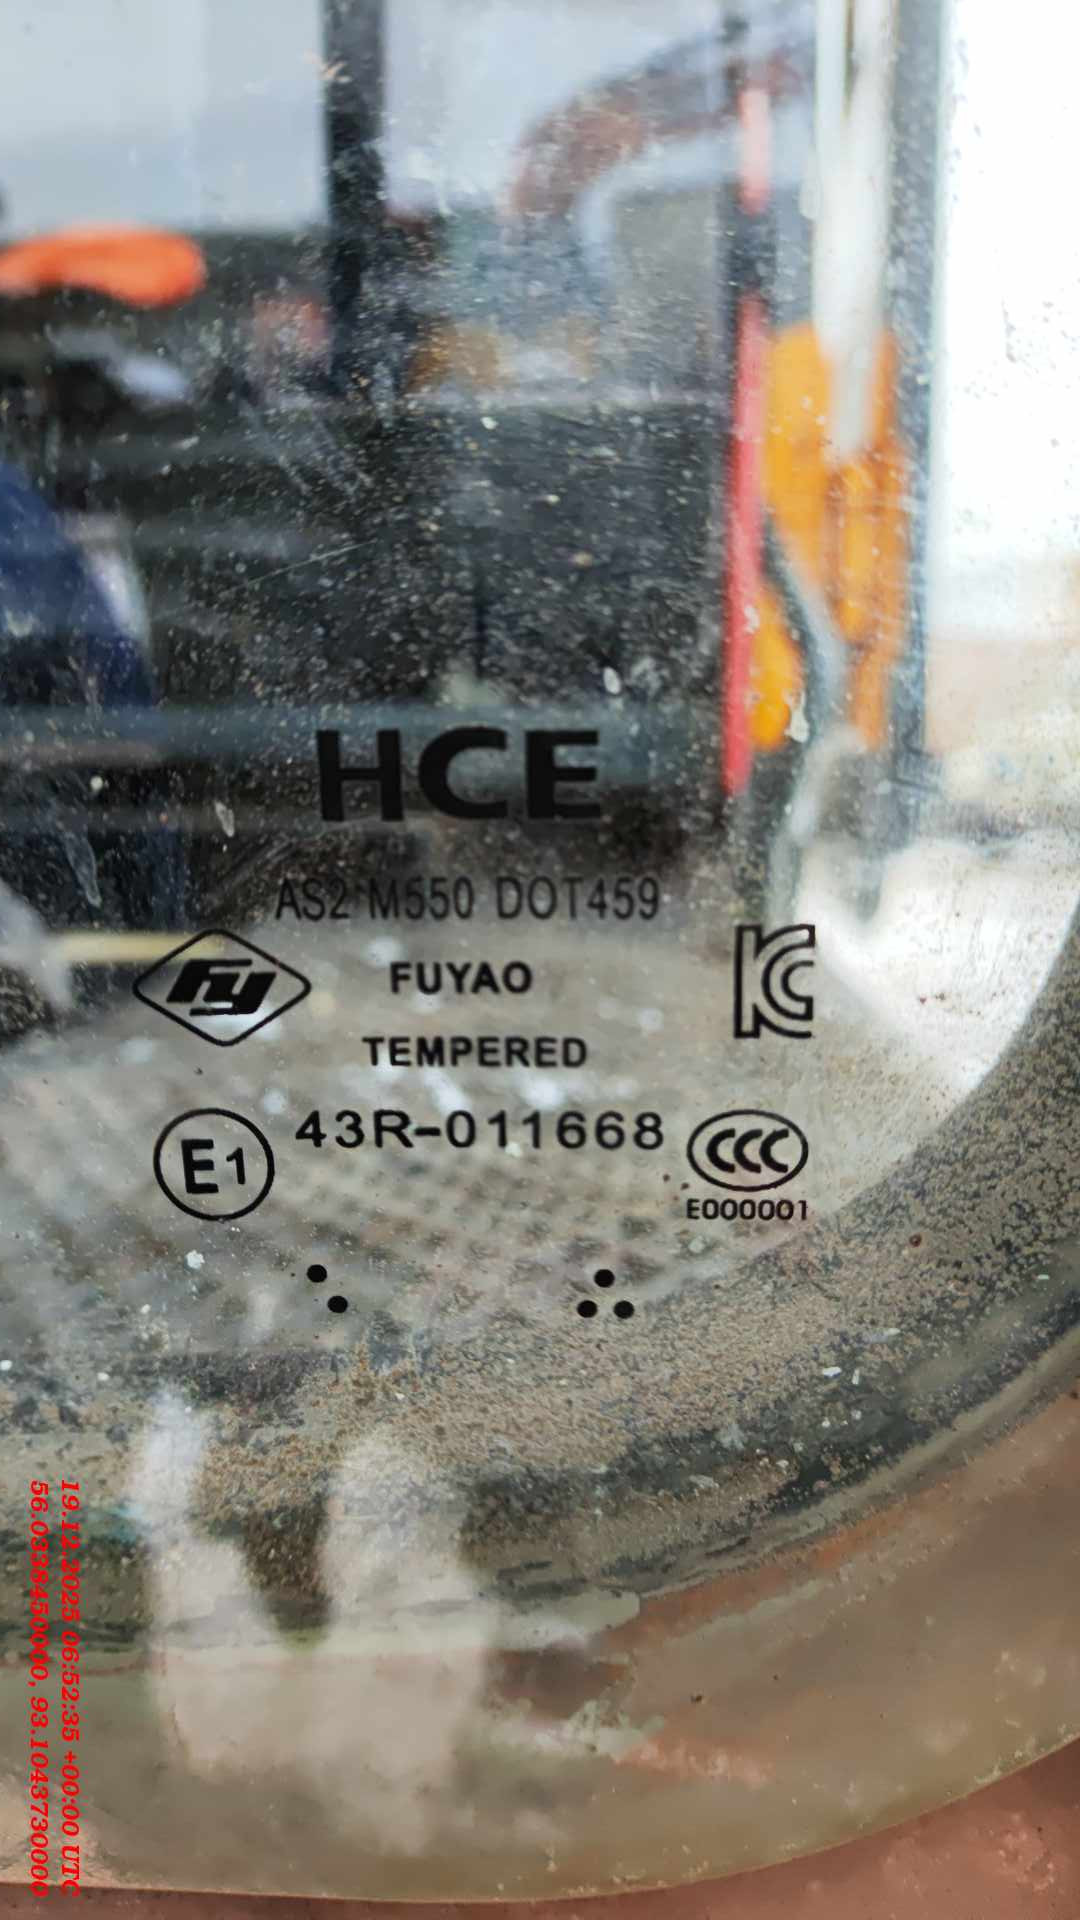 HCE
AS2 M550 DOT459
FY
FUYAO
KC
TEMPERED
E1
43R-011668
CCC
E000001
19.12.2025 06:52:35 +00:00 UTC
56.0338450000, 93.1043730000